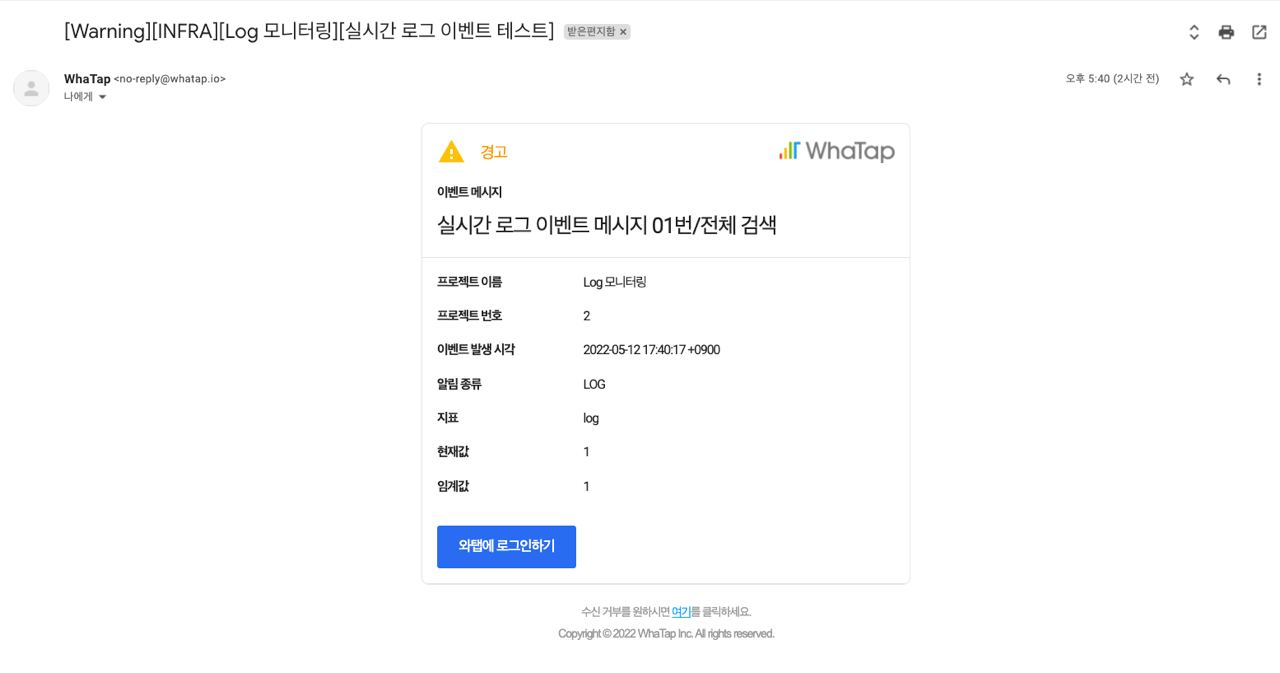 [Warning][INFRA][Log 모니터링][실시간 로그 이벤트 테스트] 받은편지함 ×
WhaTap <no-reply@whatap.io>
오후 5:40 (2시간 전)
나에게
경고
WhaTap
이벤트 메시지
실시간 로그 이벤트 메시지 01번/전체 검색
프로젝트 이름 Log 모니터링
프로젝트 번호 2
이벤트 발생 시각 2022-05-12 17:40:17 +0900
알림 종류 LOG
지표 log
현재값 1
임계값 1
와탭에 로그인하기
수신 거부를 원하시면 여기를 클릭하세요.
Copyright © 2022 WhaTap Inc. All rights reserved.